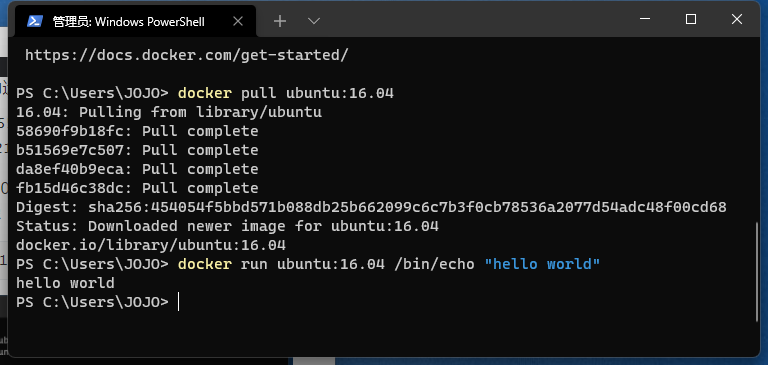 管理员: Windows PowerShell
https://docs.docker.com/get-started/
PS C:\Users\JOJO> docker pull ubuntu:16.04
16.04: Pulling from library/ubuntu
58690f9b18fc: Pull complete
b51569e7c507: Pull complete
da8ef40b9eca: Pull complete
fb15d46c38dc: Pull complete
Digest: sha256:454054f5bbd571b088db25b662099c6c7b3f0cb78536a2077d54adc48f00cd68
Status: Downloaded newer image for ubuntu:16.04
docker.io/library/ubuntu:16.04
PS C:\Users\JOJO> docker run ubuntu:16.04 /bin/echo "hello world"
hello world
PS C:\Users\JOJO>